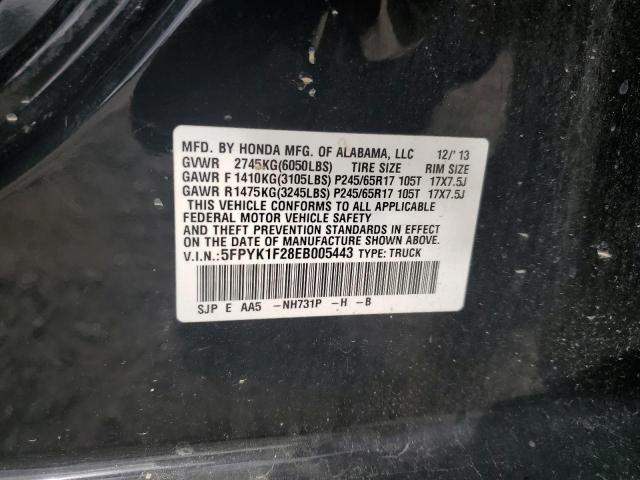 MFD. BY HONDA MFG. OF ALABAMA, LLC 12/'13
GVWR 2745KG(6050LBS) TIRE SIZE RIM SIZE
GAWR F 1410KG(3105LBS) P245/65R17 105T 17X7.5J
GAWR R1475KG(3245LBS) P245/65R17 105T 17X7.5J
THIS VEHICLE CONFORMS TO ALL APPLICABLE
FEDERAL MOTOR VEHICLE SAFETY
AND THEFT PREVENTION STANDARDS IN EFFECT ON THE
DATE OF MANUFACTURE SHOWN ABOVE.
V.I.N.:5FPYK1F28EB005443 TYPE:TRUCK
SJP E AA5 -NH731P -H -B